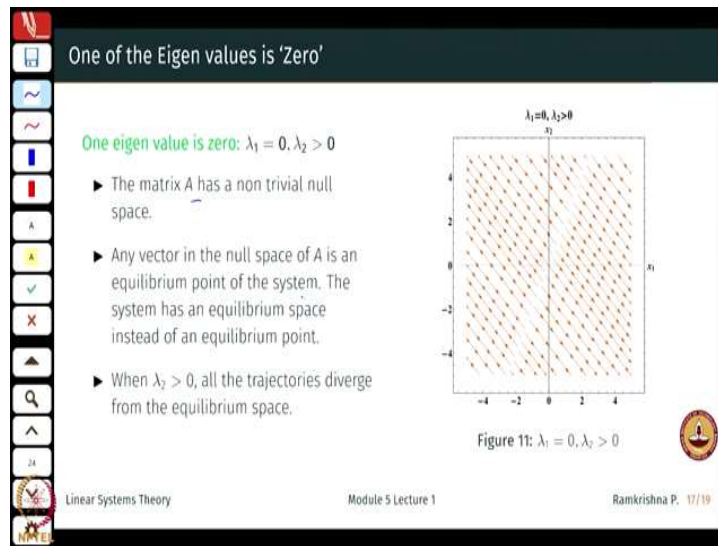 One of the Eigen values is ‘Zero’
One eigen value is zero: λ₁ = 0. λ₂ > 0
▶ The matrix A has a non trivial null
space.
▶ Any vector in the null space of A is an
equilibrium point of the system. The
system has an equilibrium space
instead of an equilibrium point.
▶ When λ₂ > 0, all the trajectories diverge
from the equilibrium space.
λ₁=0, λ₂>0
x₂
4
2
0
-2
-4
x₁
-4 -2 0 2 4
Figure 11: λ₁ = 0, λ₂ > 0
A
A
24
NPTEL
Linear Systems Theory Module 5 Lecture 1 Ramkrishna P. 17/19